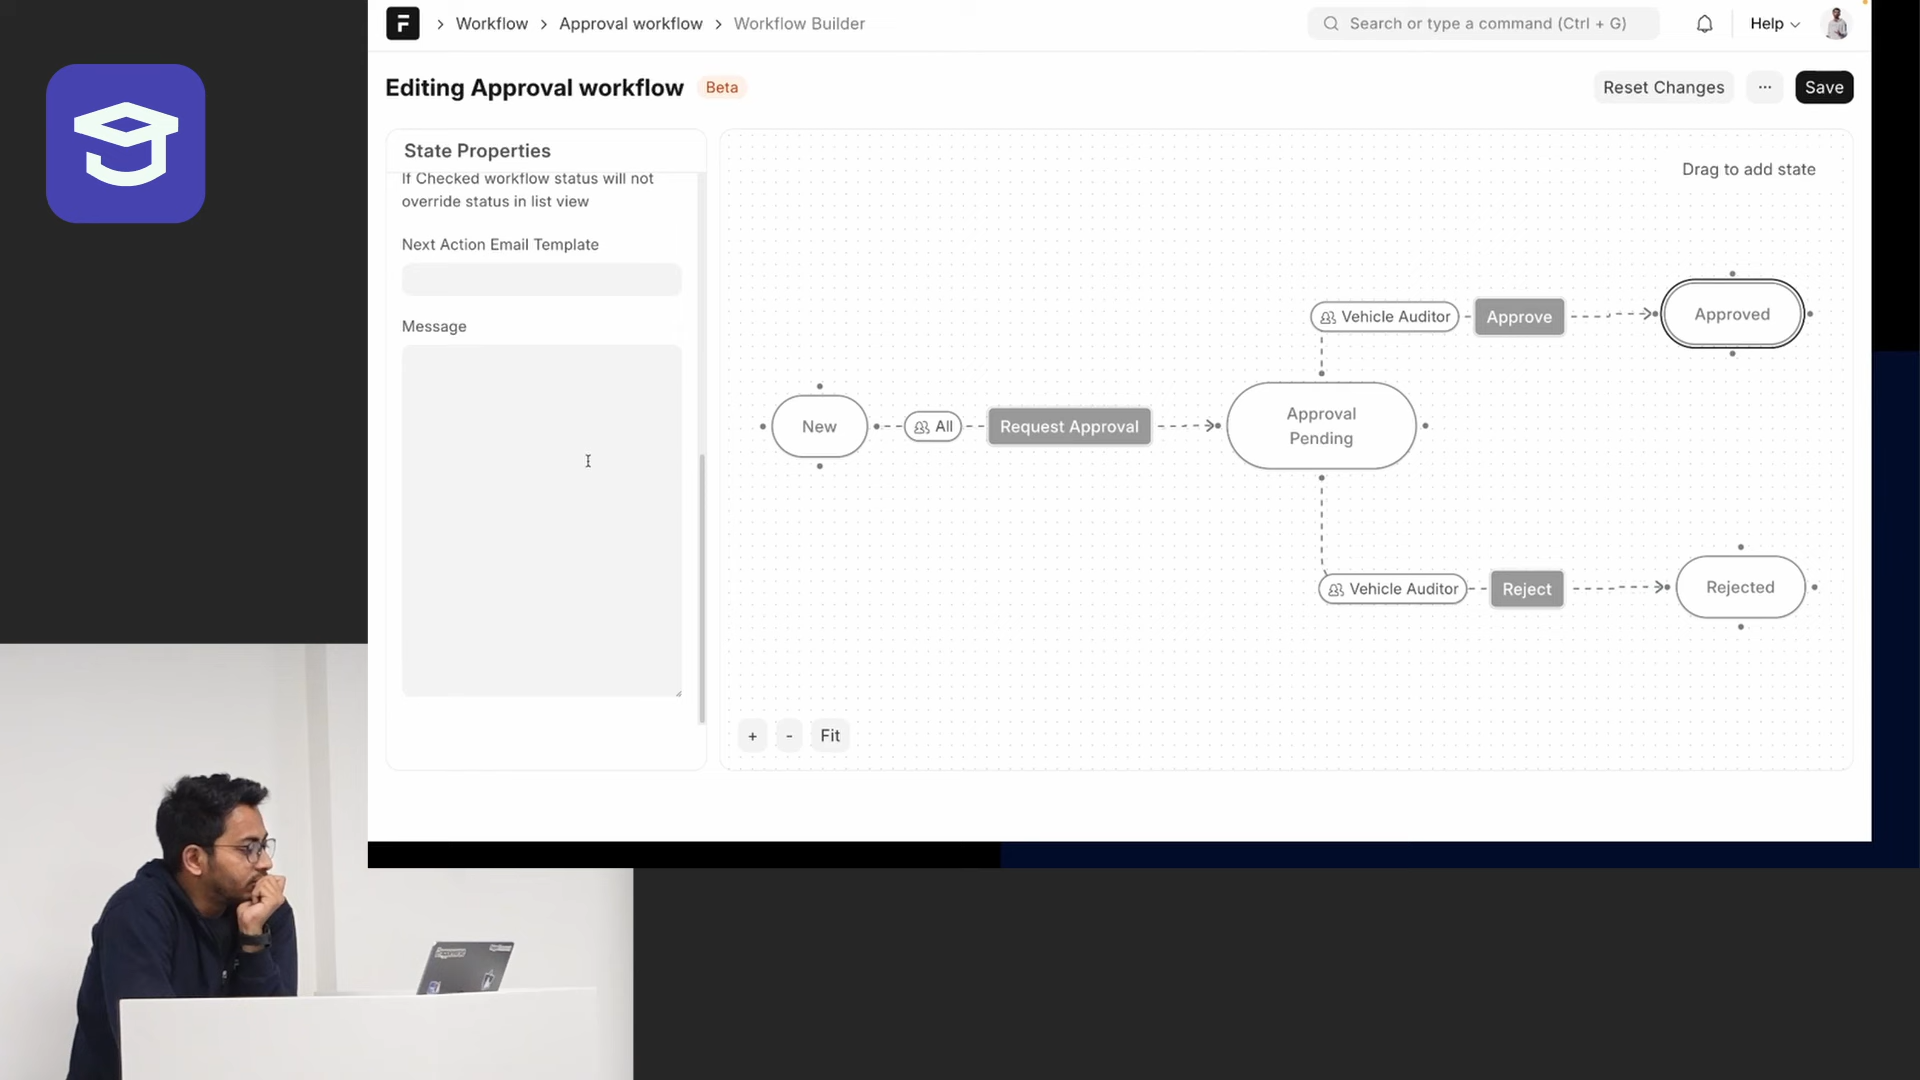 Workflow > Approval workflow > Workflow Builder
Search or type a command (Ctrl + G)
Help
Editing Approval workflow
Beta
Reset Changes
...
Save
State Properties
If Checked workflow status will not
override status in list view
Next Action Email Template
Message
Drag to add state
Vehicle Auditor
Approve
Approved
New
All
Request Approval
Approval
Pending
Vehicle Auditor
Reject
Rejected
+
-
Fit